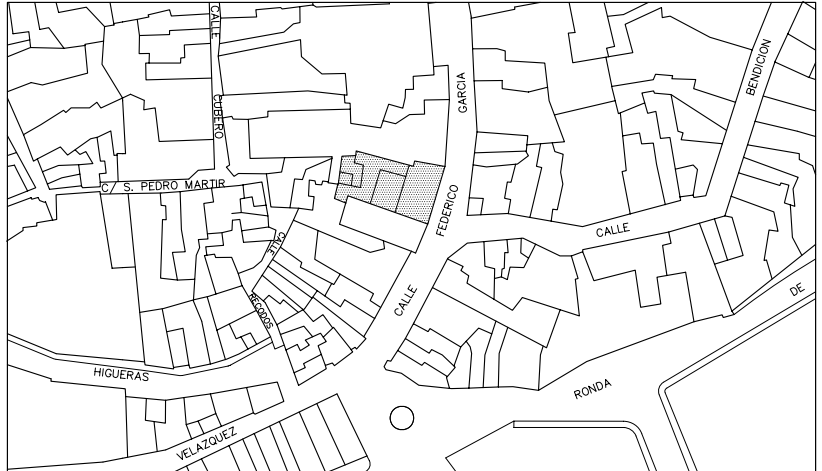 CALLE
CUBERO
GARCIA
BENDICION
C/ S. PEDRO MARTIR
FEDERICO
CALLE
CALLE
RECODOS
CALLE
HIGUERAS
RONDA
DE
VELAZQUEZ